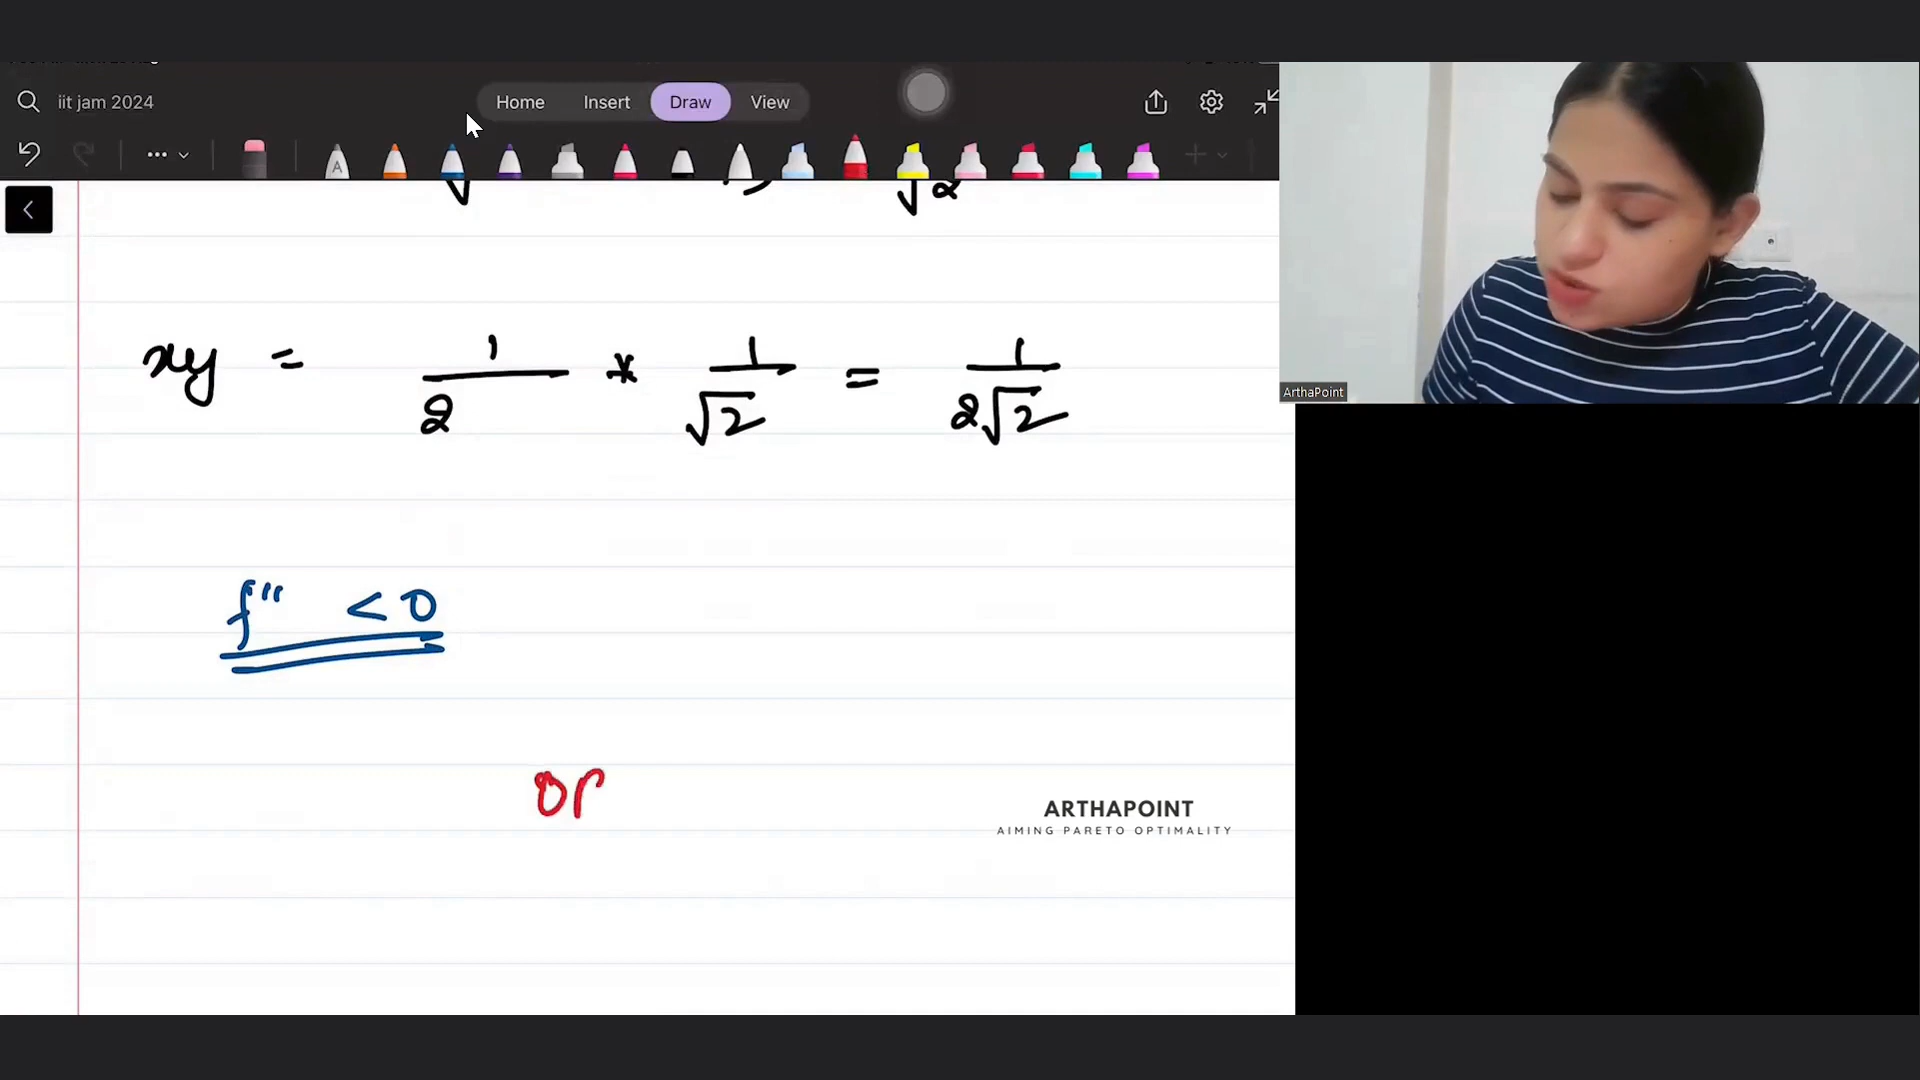 iit jam 2024
Home Insert Draw View
A
√2
xy = 1/2 * 1/√2 = 1/2√2
f'' < 0
or
ARTHAPOINT
AIMING PARETO OPTIMALITY
ArthaPoint